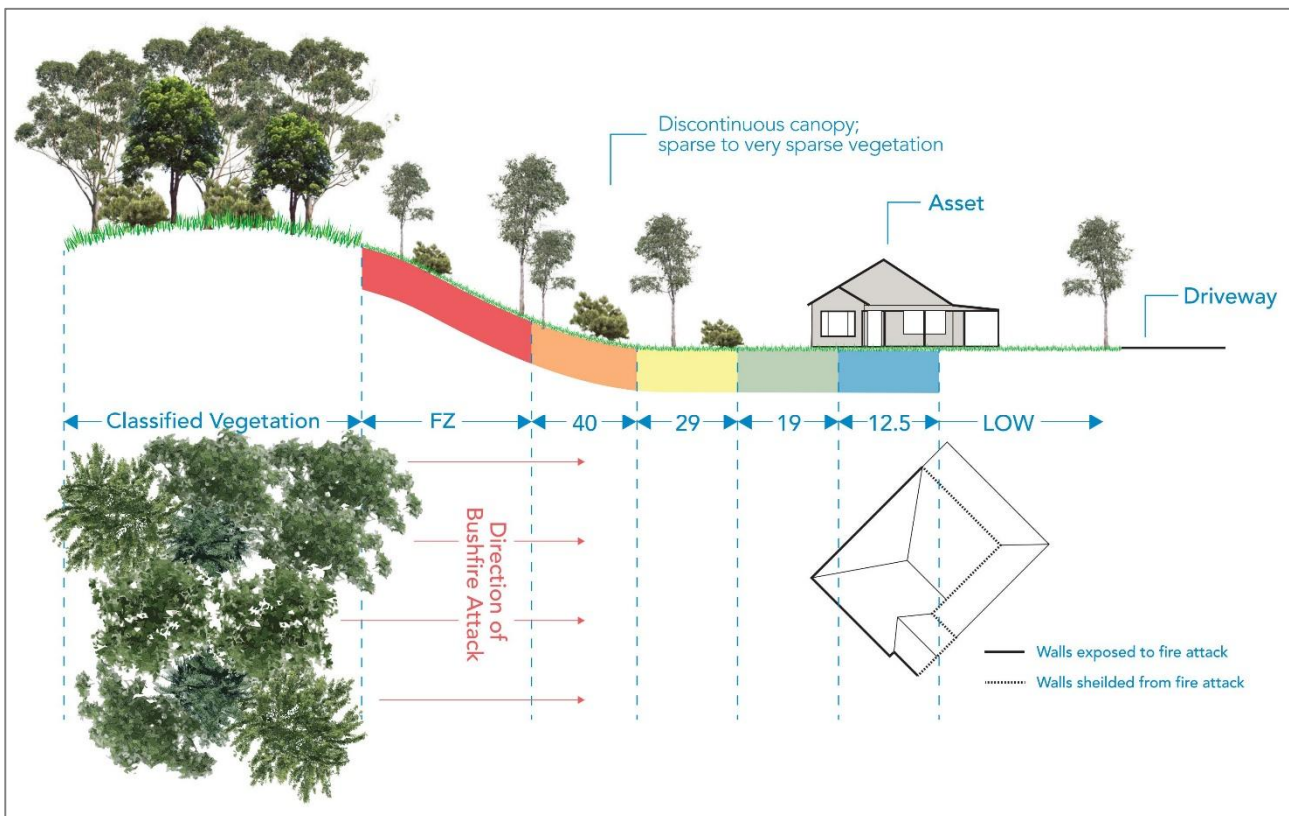 Discontinuous canopy;
sparse to very sparse vegetation
Asset
Driveway
Classified Vegetation
FZ
40
29
19
12.5
LOW
Direction of
Bushfire Attack
Walls exposed to fire attack
Walls sheilded from fire attack